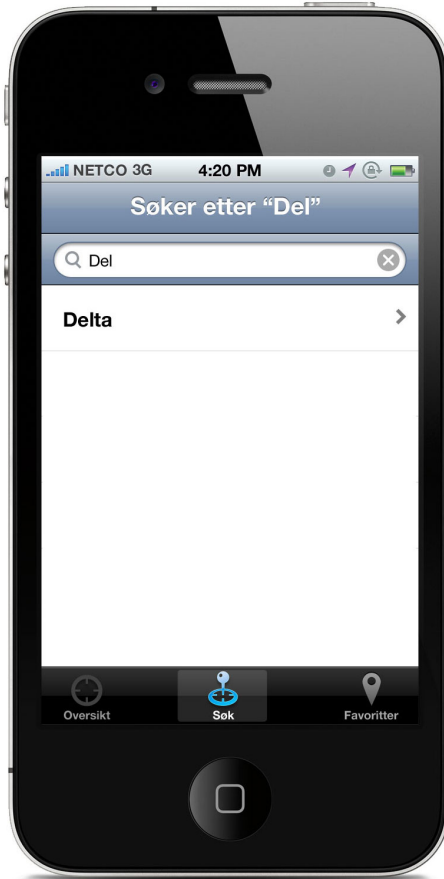 NETCO 3G 4:20 PM
Søker etter “Del”
Del
Delta
Oversikt Søk Favoritter